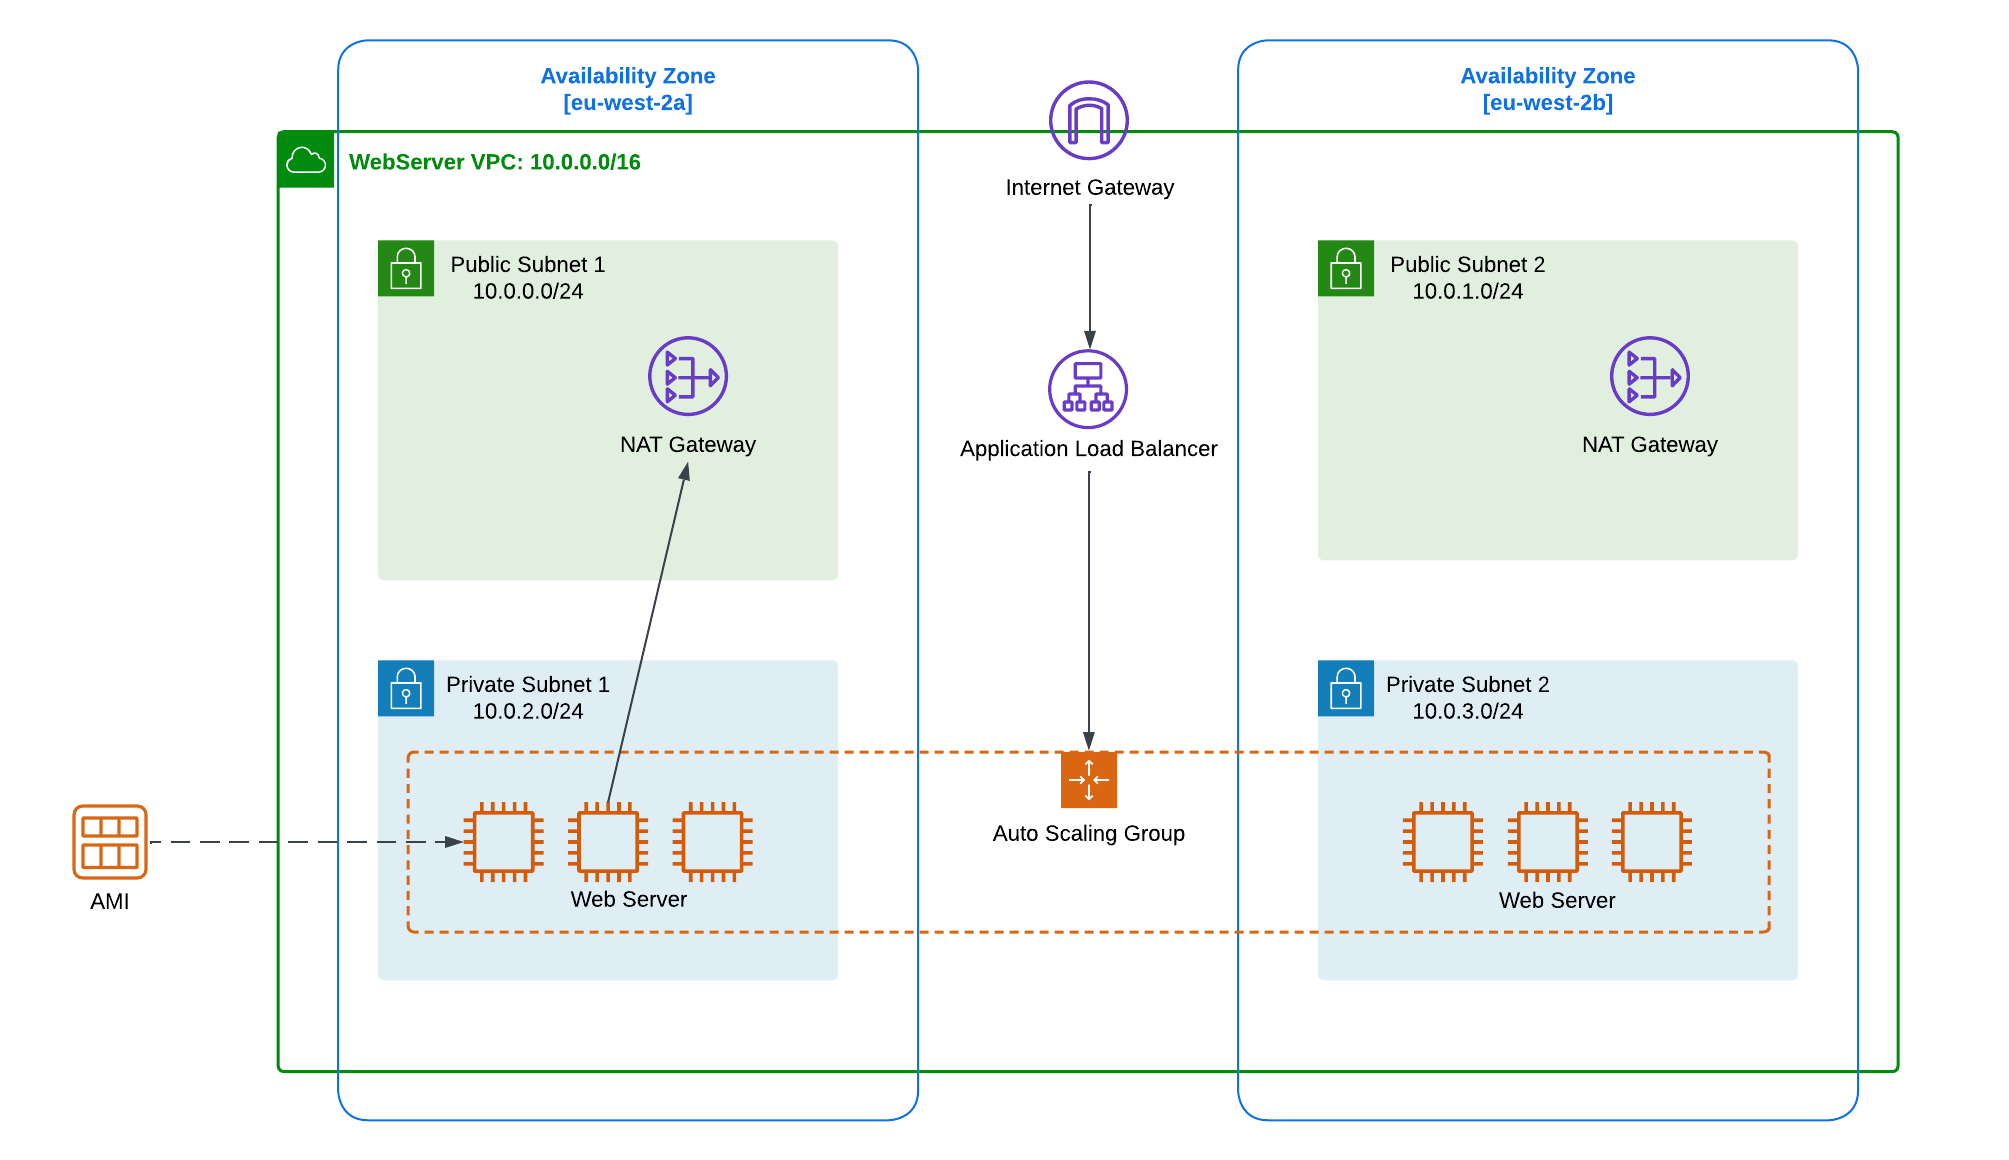 Availability Zone
[eu-west-2a]
Availability Zone
[eu-west-2b]
WebServer VPC: 10.0.0.0/16
Internet Gateway
Public Subnet 1
10.0.0.0/24
Public Subnet 2
10.0.1.0/24
NAT Gateway
Application Load Balancer
NAT Gateway
Private Subnet 1
10.0.2.0/24
Private Subnet 2
10.0.3.0/24
Auto Scaling Group
AMI
Web Server
Web Server